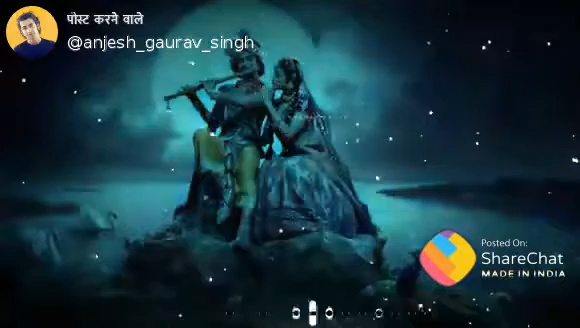 पोस्ट करने वाले
@anjesh_gaurav_singh
Posted On:
ShareChat
MADE IN INDIA